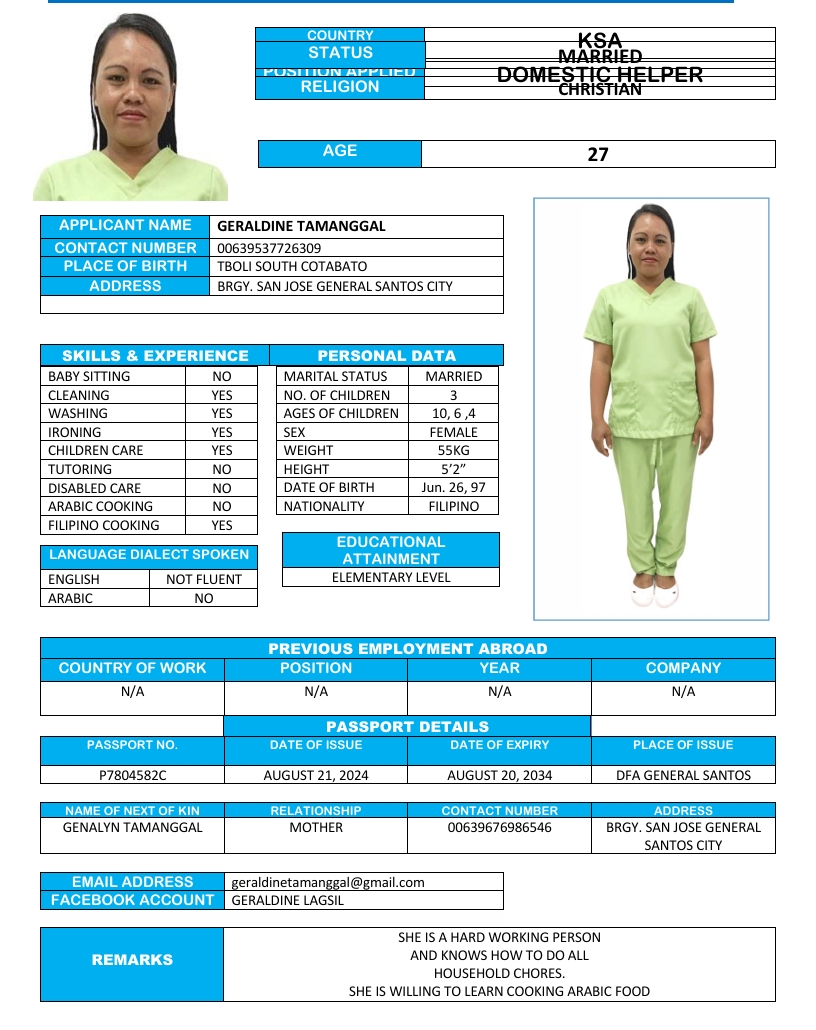 COUNTRY KSA
STATUS MARRIED
POSITION APPLIED DOMESTIC HELPER
RELIGION CHRISTIAN
AGE 27
APPLICANT NAME GERALDINE TAMANGGAL
CONTACT NUMBER 00639537726309
PLACE OF BIRTH TBOLI SOUTH COTABATO
ADDRESS BRGY. SAN JOSE GENERAL SANTOS CITY
SKILLS & EXPERIENCE
BABY SITTING NO
CLEANING YES
WASHING YES
IRONING YES
CHILDREN CARE YES
TUTORING NO
DISABLED CARE NO
ARABIC COOKING NO
FILIPINO COOKING YES
PERSONAL DATA
MARITAL STATUS MARRIED
NO. OF CHILDREN 3
AGES OF CHILDREN 10, 6 ,4
SEX FEMALE
WEIGHT 55KG
HEIGHT 5’2”
DATE OF BIRTH Jun. 26, 97
NATIONALITY FILIPINO
LANGUAGE DIALECT SPOKEN
ENGLISH NOT FLUENT
ARABIC NO
EDUCATIONAL
ATTAINMENT
ELEMENTARY LEVEL
PREVIOUS EMPLOYMENT ABROAD
COUNTRY OF WORK POSITION YEAR COMPANY
N/A N/A N/A N/A
PASSPORT DETAILS
PASSPORT NO. DATE OF ISSUE DATE OF EXPIRY PLACE OF ISSUE
P7804582C AUGUST 21, 2024 AUGUST 20, 2034 DFA GENERAL SANTOS
NAME OF NEXT OF KIN RELATIONSHIP CONTACT NUMBER ADDRESS
GENALYN TAMANGGAL MOTHER 00639676986546 BRGY. SAN JOSE GENERAL
SANTOS CITY
EMAIL ADDRESS geraldinetamanggal@gmail.com
FACEBOOK ACCOUNT GERALDINE LAGSIL
REMARKS
SHE IS A HARD WORKING PERSON
AND KNOWS HOW TO DO ALL
HOUSEHOLD CHORES.
SHE IS WILLING TO LEARN COOKING ARABIC FOOD